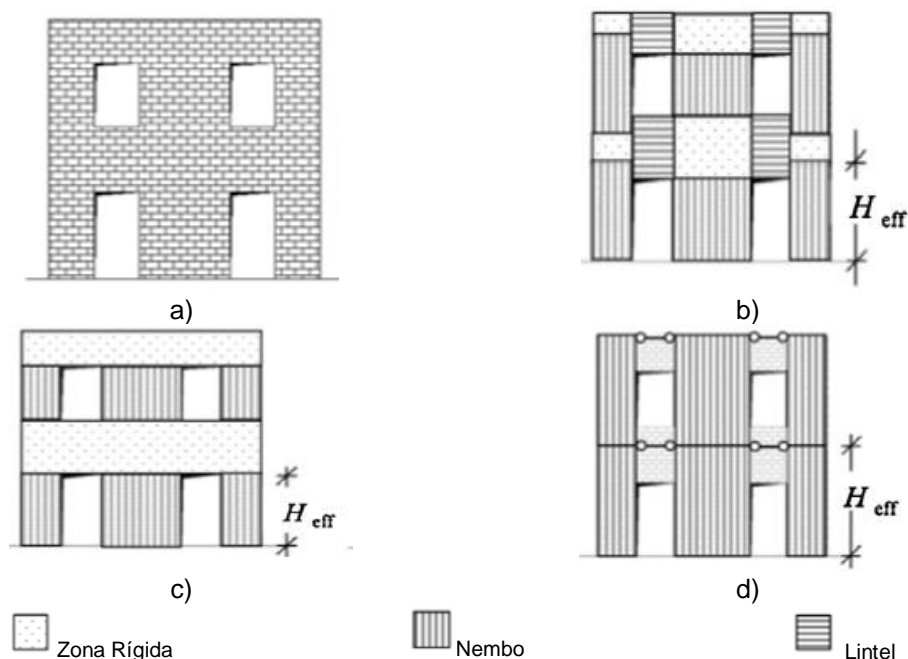 H eff
a)
b)
H eff
H eff
c)
d)
Zona Rígida
Nembo
Lintel